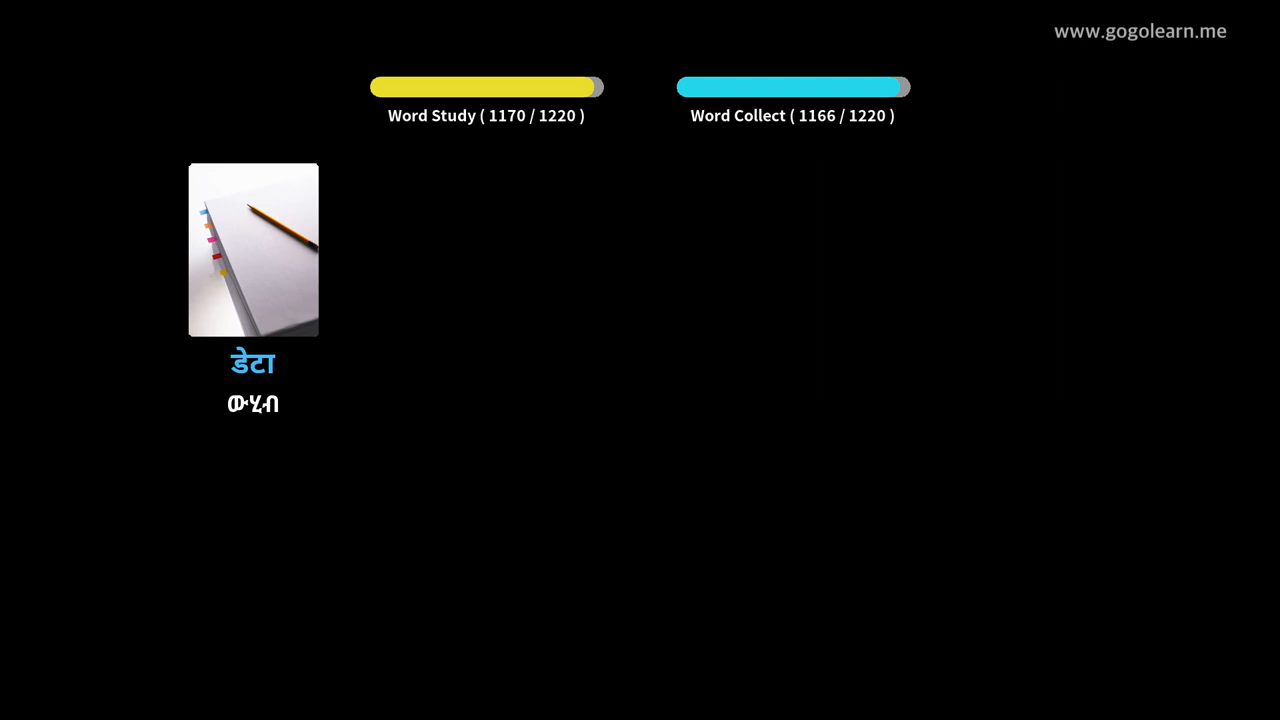 www.gogolearn.me
Word Study ( 1170 / 1220 )
Word Collect ( 1166 / 1220 )
डेटा
ውሂብ